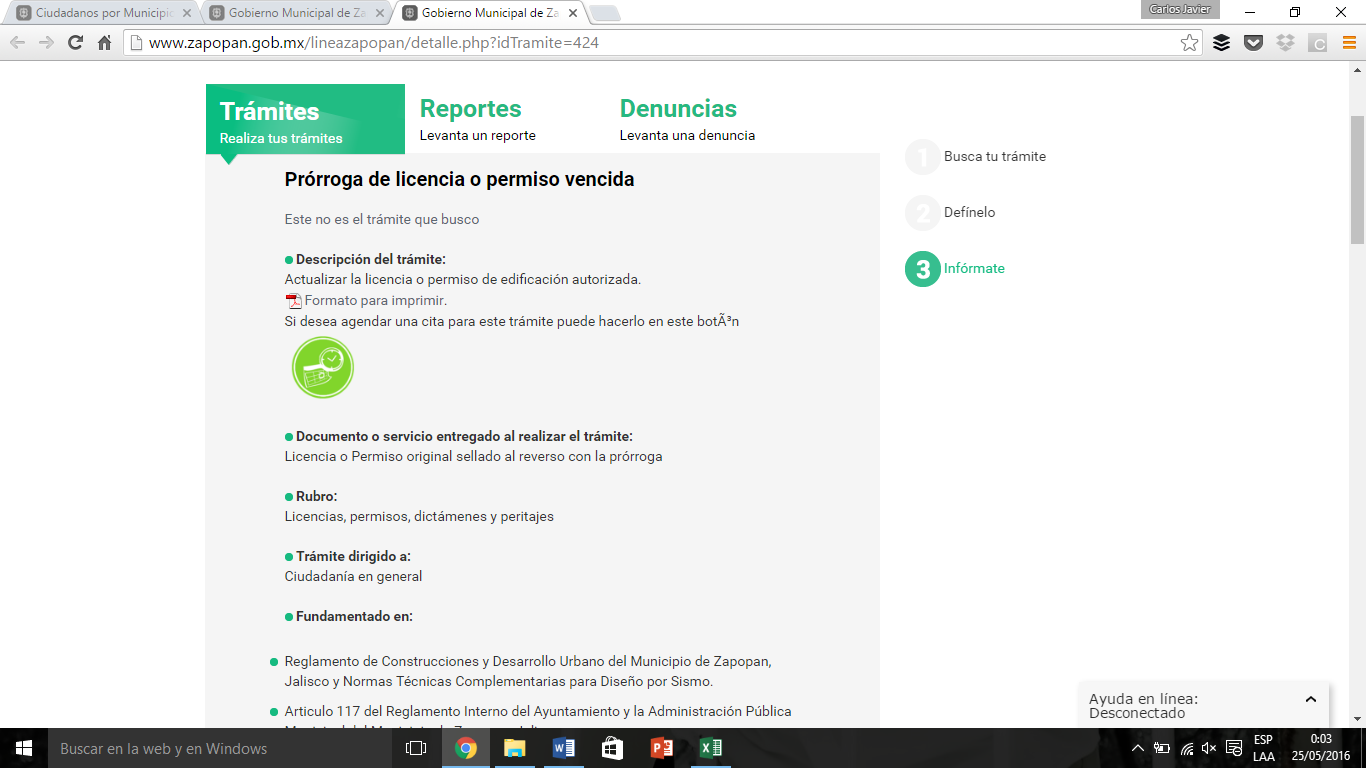 Ciudadanos por Municipio
Gobierno Municipal de Za
Gobierno Municipal de Za
Carlos Javier
www.zapopan.gob.mx/lineazapopan/detalle.php?idTramite=424
Trámites
Realiza tus trámites
Reportes
Levanta un reporte
Denuncias
Levanta una denuncia
1 Busca tu trámite
2 Defínelo
3 Infórmate
Prórroga de licencia o permiso vencida
Este no es el trámite que busco
Descripción del trámite:
Actualizar la licencia o permiso de edificación autorizada.
Formato para imprimir.
Si desea agendar una cita para este trámite puede hacerlo en este botÃ³n
Documento o servicio entregado al realizar el trámite:
Licencia o Permiso original sellado al reverso con la prórroga
Rubro:
Licencias, permisos, dictámenes y peritajes
Trámite dirigido a:
Ciudadanía en general
Fundamentado en:
Reglamento de Construcciones y Desarrollo Urbano del Municipio de Zapopan,
Jalisco y Normas Técnicas Complementarias para Diseño por Sismo.
Articulo 117 del Reglamento Interno del Ayuntamiento y la Administración Pública
Ayuda en línea:
Desconectado
Buscar en la web y en Windows
ESP
LAA
0:03
25/05/2016